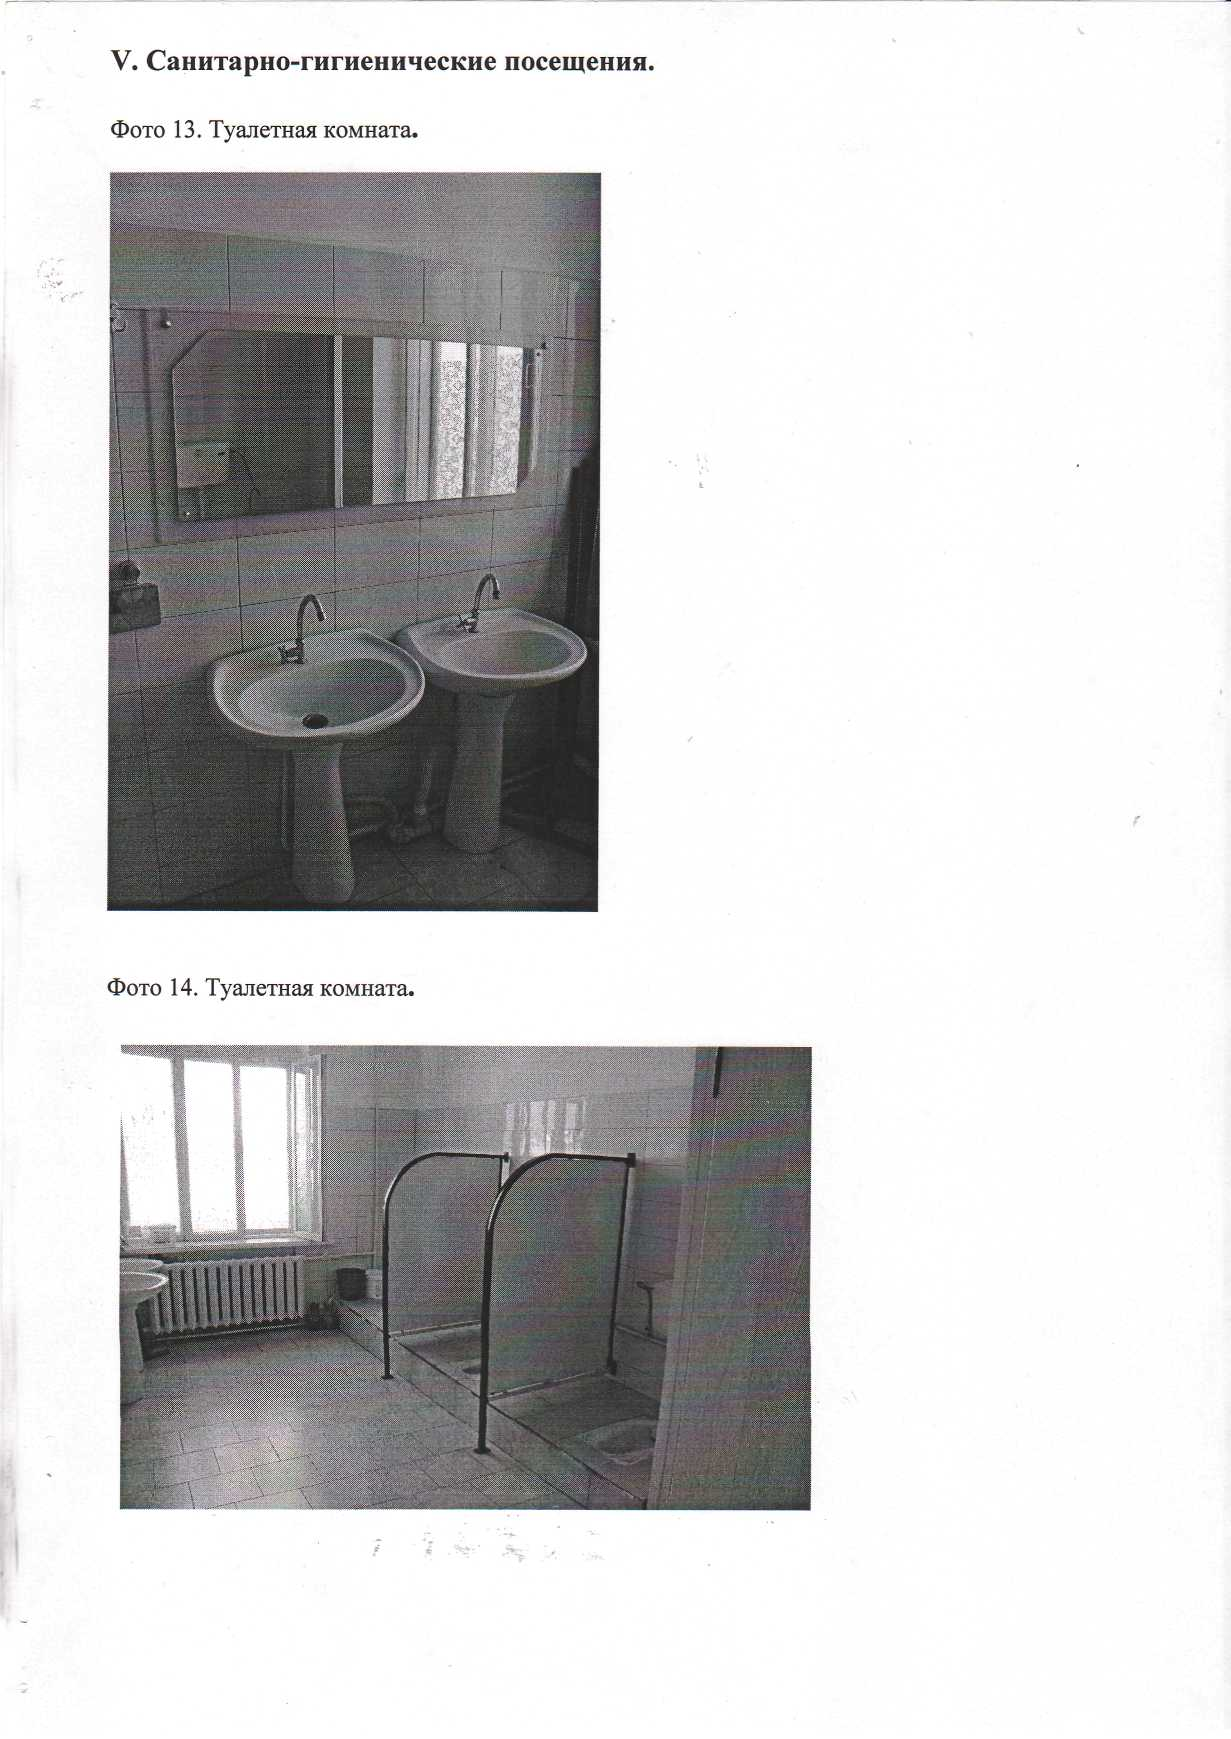 V. Санитарно-гигиенические посещения.
Фото 13. Туалетная комната.
Фото 14. Туалетная комната.